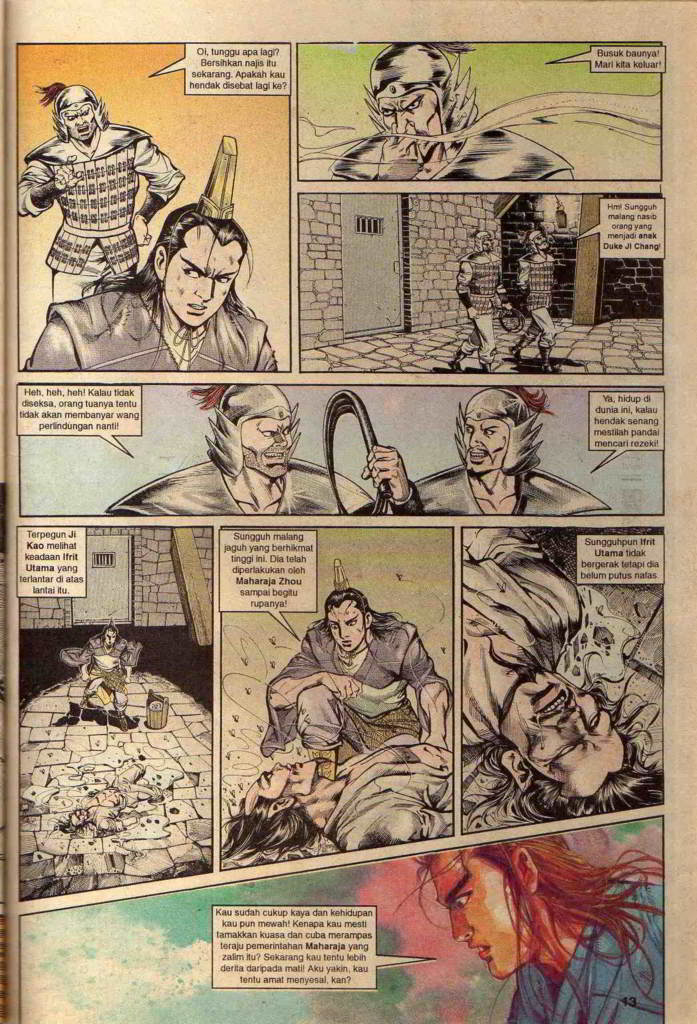 Oi, tunggu apa lagi?
Bersihkan najis itu
sekarang. Apakah kau
hendak disebat lagi ke?
Busuk baunya!
Mari kita keluar!
Hm! Sungguh
malang nasib
orang yang
menjadi anak
Duke Ji Chang!
Heh, heh, heh! Kalau tidak
diseksa, orang tuanya tentu
tidak akan membanyar wang
perlindungan nanti!
Ya, hidup di
dunia ini, kalau
hendak senang
mestilah pandai
mencari rezeki!
Terpegun Ji
Kao melihat
keadaan Ifrit
Utama yang
terlantar di atas
lantai itu.
Sungguh malang
jaguh yang berhikmat
tinggi ini. Dia telah
diperlakukan oleh
Maharaja Zhou
sampai begitu
rupanya!
Sungguhpun Ifrit
Utama tidak
bergerak tetapi dia
belum putus nafas.
Kau sudah cukup kaya dan kehidupan
kau pun mewah! Kenapa kau mesti
tamakkan kuasa dan cuba merampas
teraju pemerintahan Maharaja yang
zalim itu? Sekarang kau tentu lebih
derita daripada mati! Aku yakin, kau
tentu amat menyesal, kan?
13